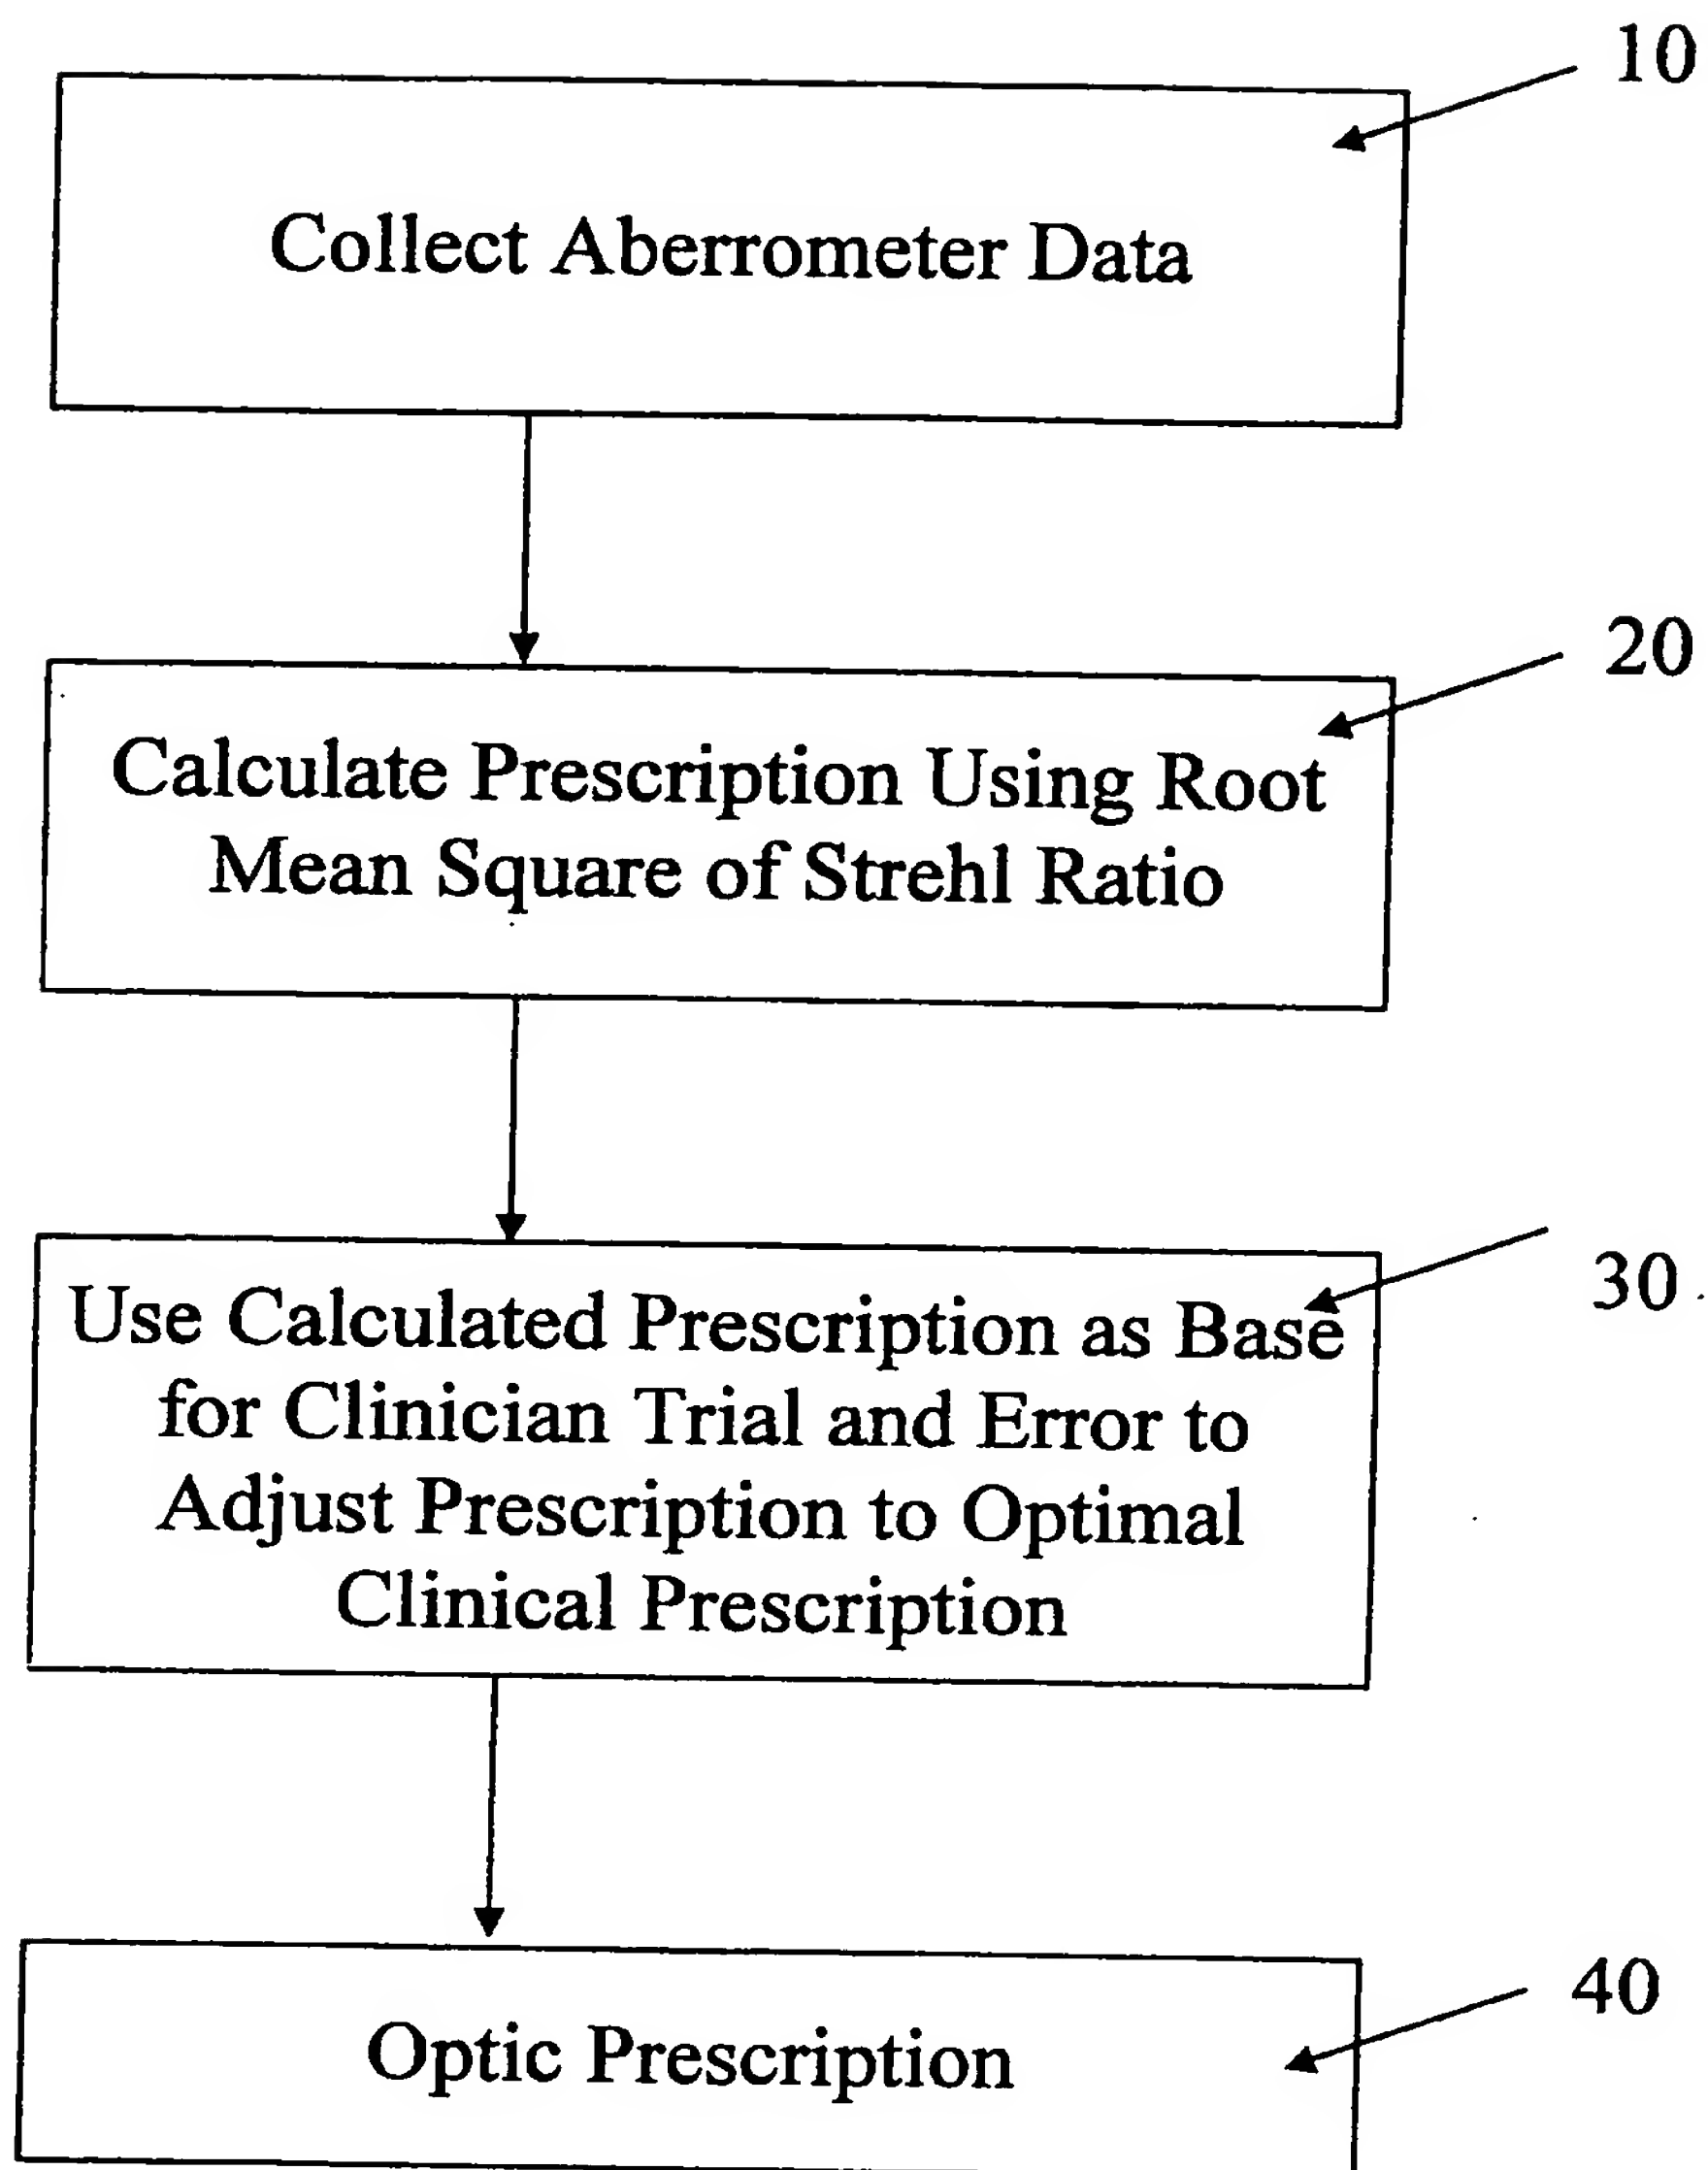 10
Collect Aberrometer Data
20
Calculate Prescription Using Root
Mean Square of Strehl Ratio
30
Use Calculated Prescription as Base
for Clinician Trial and Error to
Adjust Prescription to Optimal
Clinical Prescription
40
Optic Prescription